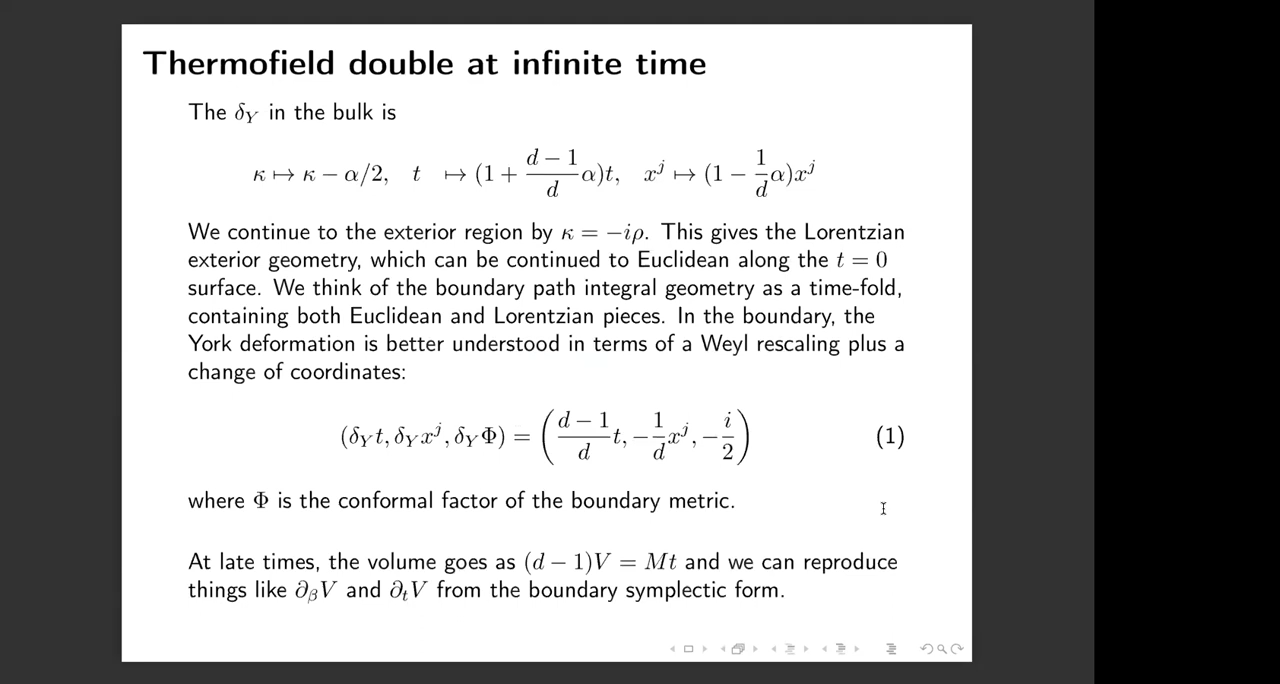 Thermofield double at infinite time
The δ_Y in the bulk is
κ ↦ κ − α/2, t ↦ (1 + \frac{d − 1}{d}α)t, x^j ↦ (1 − \frac{1}{d}α)x^j
We continue to the exterior region by κ = −iρ. This gives the Lorentzian
exterior geometry, which can be continued to Euclidean along the t = 0
surface. We think of the boundary path integral geometry as a time-fold,
containing both Euclidean and Lorentzian pieces. In the boundary, the
York deformation is better understood in terms of a Weyl rescaling plus a
change of coordinates:
(δ_Y t, δ_Y x^j, δ_Y Φ) = (\frac{d − 1}{d}t, −\frac{1}{d}x^j, −\frac{i}{2}) (1)
where Φ is the conformal factor of the boundary metric.
At late times, the volume goes as (d − 1)V = Mt and we can reproduce
things like ∂_β V and ∂_t V from the boundary symplectic form.